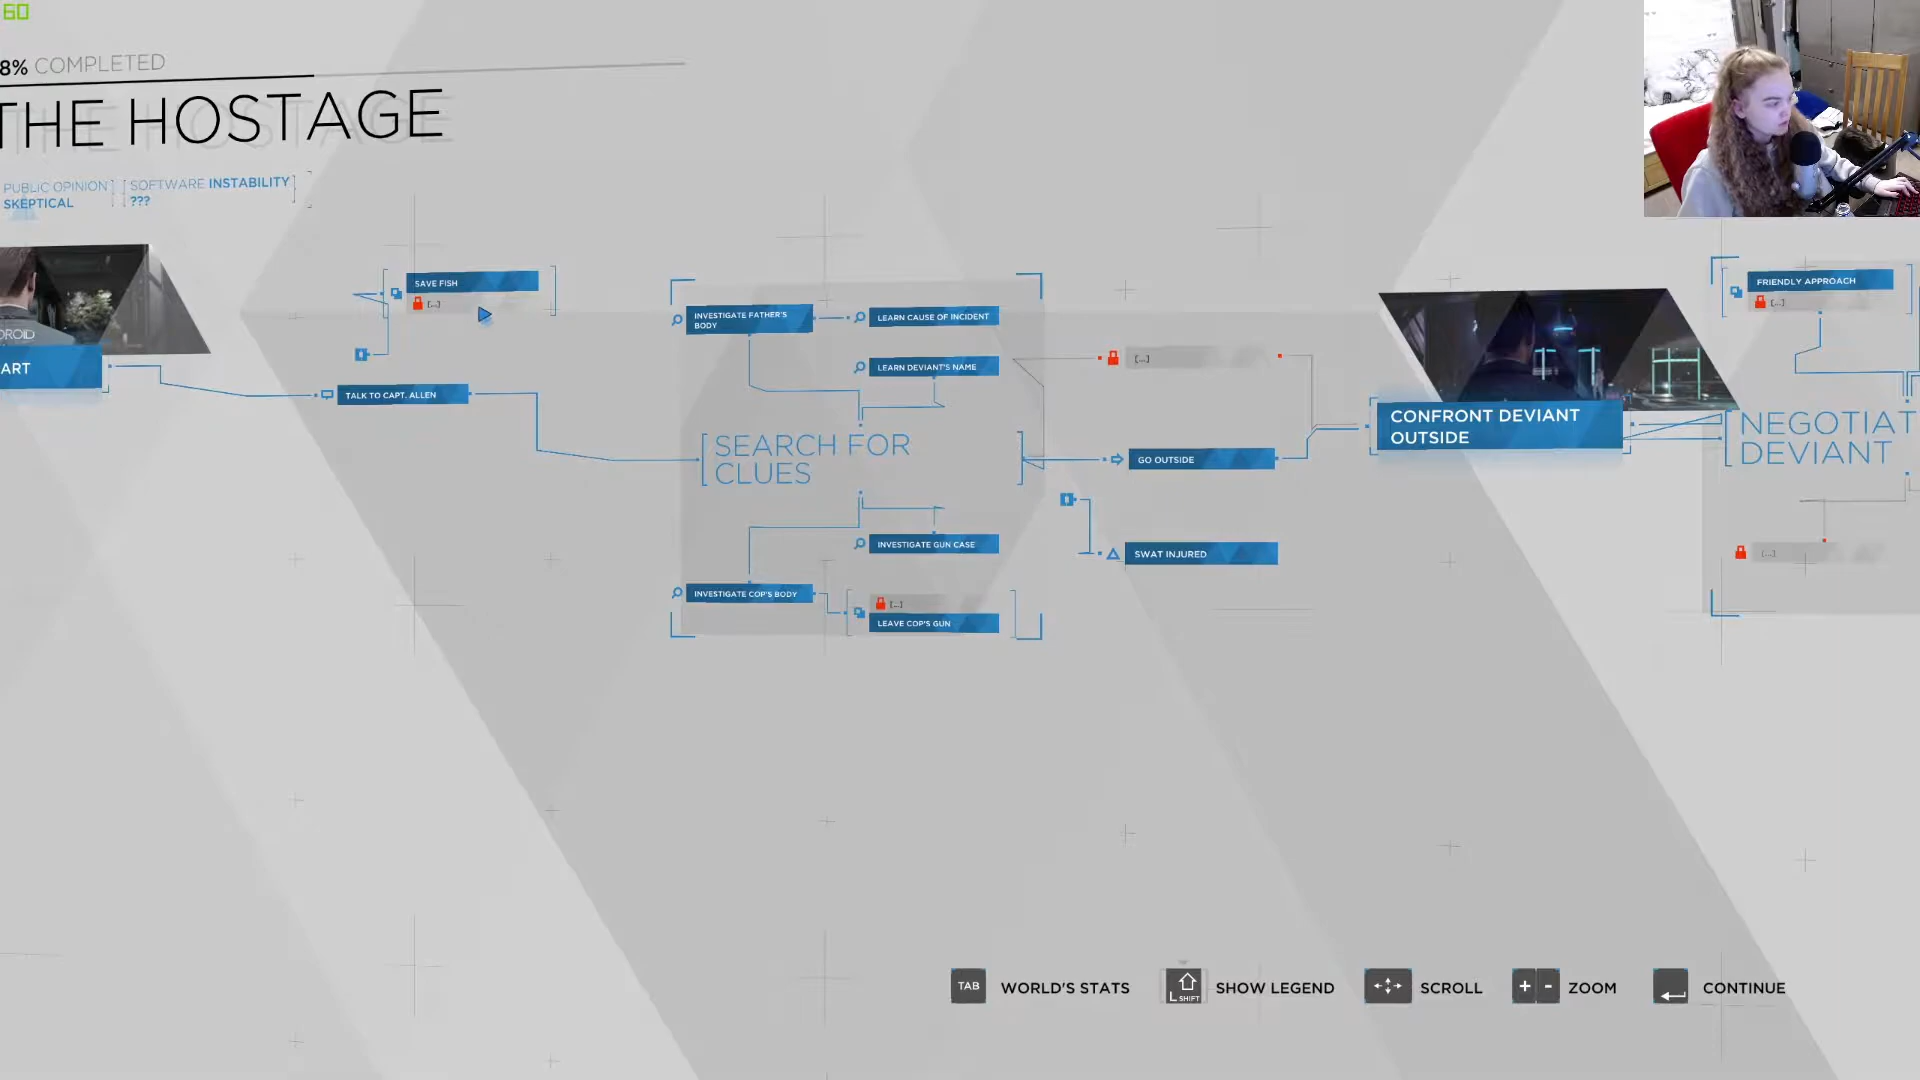 60
8% COMPLETED
THE HOSTAGE
PUBLIC OPINION
SKEPTICAL
SOFTWARE INSTABILITY
???
DROID
ART
SAVE FISH
[...]
TALK TO CAPT. ALLEN
INVESTIGATE FATHER'S
BODY
LEARN CAUSE OF INCIDENT
LEARN DEVIANT'S NAME
SEARCH FOR
CLUES
INVESTIGATE GUN CASE
INVESTIGATE COP'S BODY
[...]
LEAVE COP'S GUN
[...]
GO OUTSIDE
SWAT INJURED
CONFRONT DEVIANT
OUTSIDE
FRIENDLY APPROACH
[...]
NEGOTIAT
DEVIANT
[...]
TAB WORLD'S STATS
L SHIFT SHOW LEGEND
SCROLL
+ - ZOOM
CONTINUE